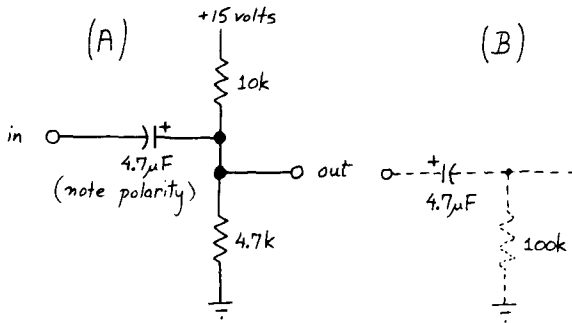 (A)
+15 volts
(B)
10k
in
+
4.7μF
(note polarity)
out
4.7k
+
4.7μF
100k